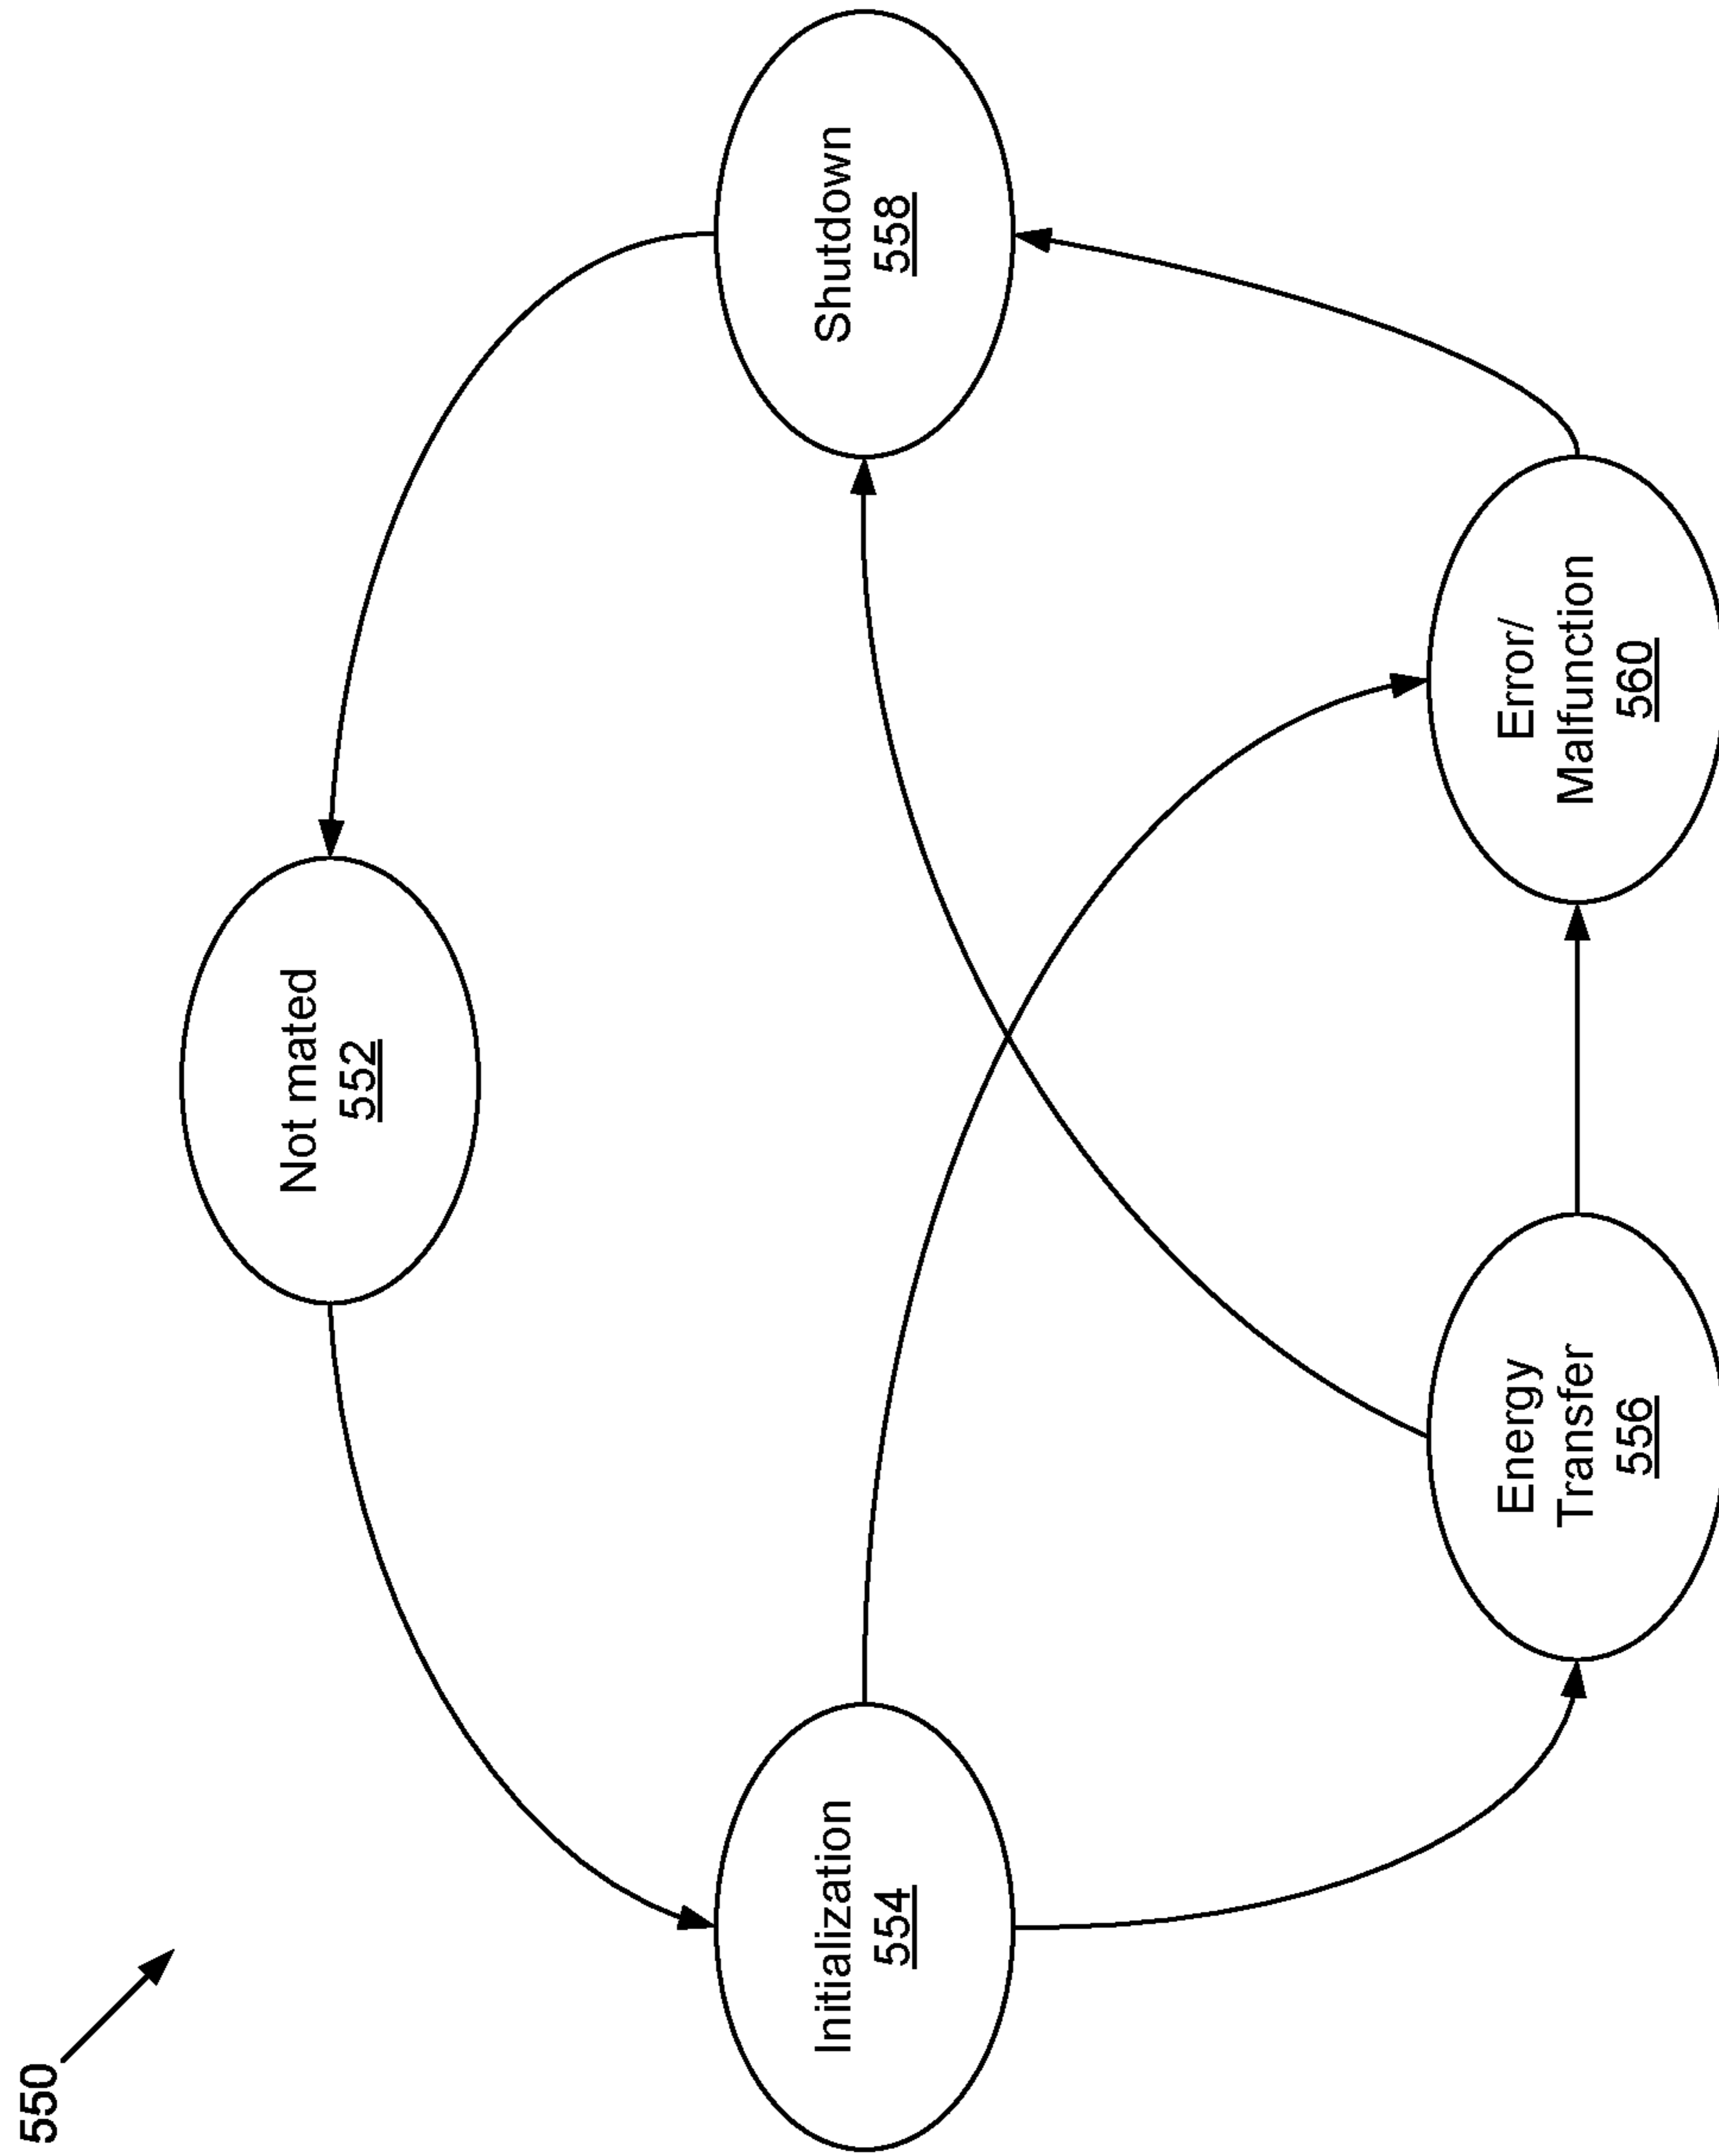 550
Not mated
552
Initialization
554
Shutdown
558
Energy
Transfer
556
Error/
Malfunction
560